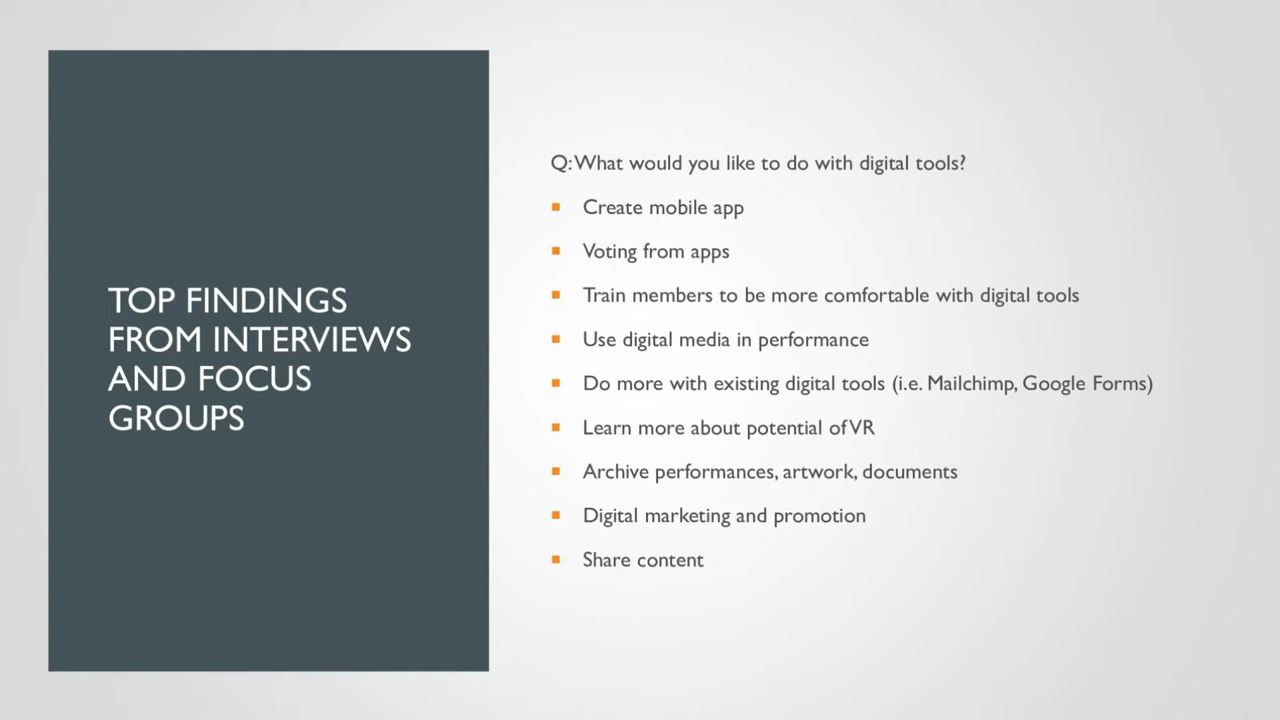 TOP FINDINGS
FROM INTERVIEWS
AND FOCUS
GROUPS
Q: What would you like to do with digital tools?
Create mobile app
Voting from apps
Train members to be more comfortable with digital tools
Use digital media in performance
Do more with existing digital tools (i.e. Mailchimp, Google Forms)
Learn more about potential of VR
Archive performances, artwork, documents
Digital marketing and promotion
Share content